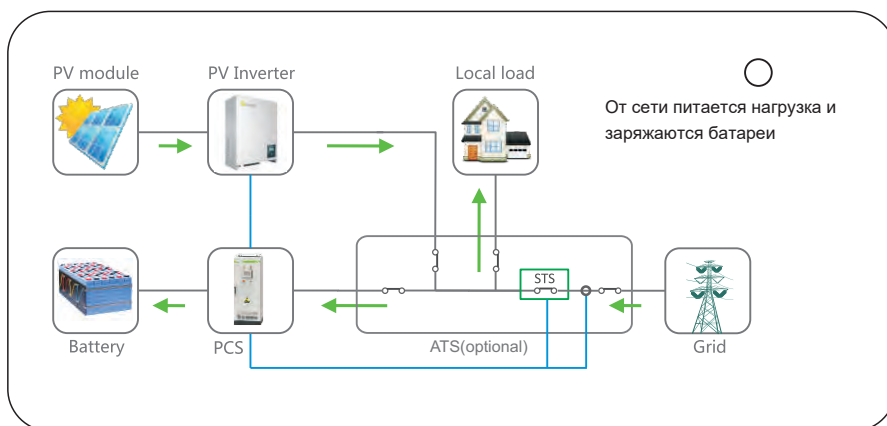 PV module
PV Inverter
Local load
От сети питается нагрузка и
заряжаются батареи
STS
Battery
PCS
ATS(optional)
Grid